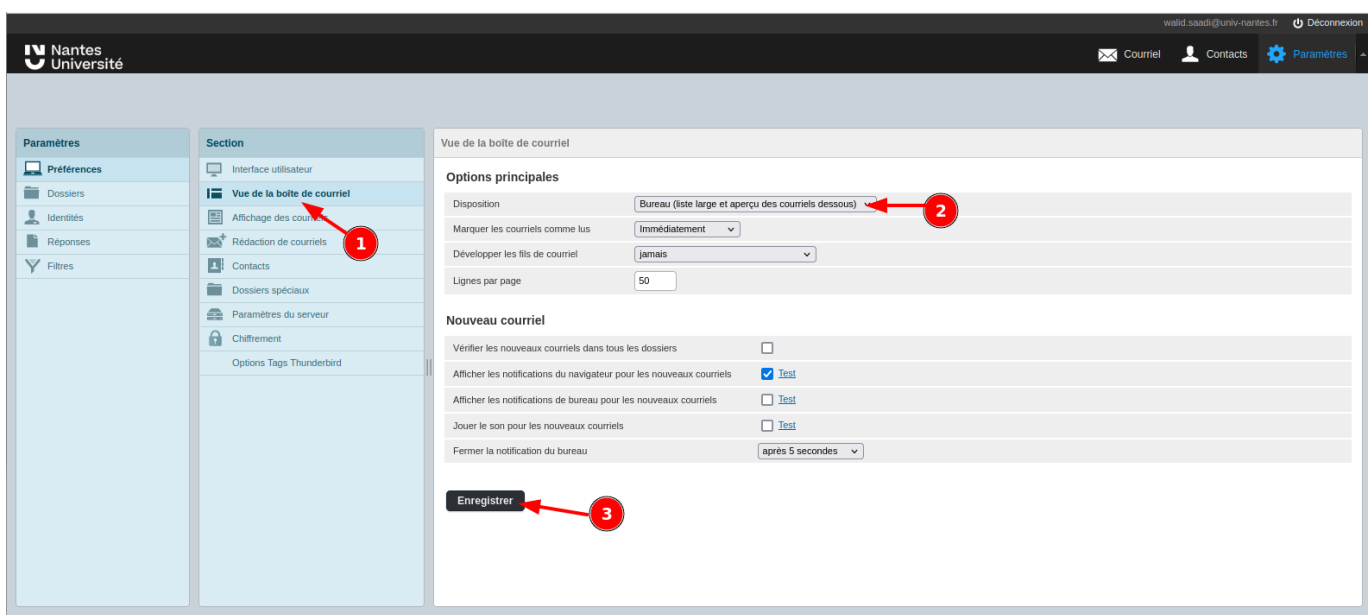 walid.saadi@univ-nantes.fr Déconnexion
Nantes
Université
Courriel Contacts Paramètres
Paramètres
Préférences
Dossiers
Identités
Réponses
Filtres
Section
Interface utilisateur
Vue de la boîte de courriel
Affichage des courriels
1
Rédaction de courriels
Contacts
Dossiers spéciaux
Paramètres du serveur
Chiffrement
Options Tags Thunderbird
Vue de la boîte de courriel
Options principales
Disposition Bureau (liste large et aperçu des courriels dessous)
2
Marquer les courriels comme lus Immédiatement
Développer les fils de courriel jamais
Lignes par page 50
Nouveau courriel
Vérifier les nouveaux courriels dans tous les dossiers
Afficher les notifications du navigateur pour les nouveaux courriels Test
Afficher les notifications de bureau pour les nouveaux courriels Test
Jouer le son pour les nouveaux courriels Test
Fermer la notification du bureau après 5 secondes
Enregistrer
3